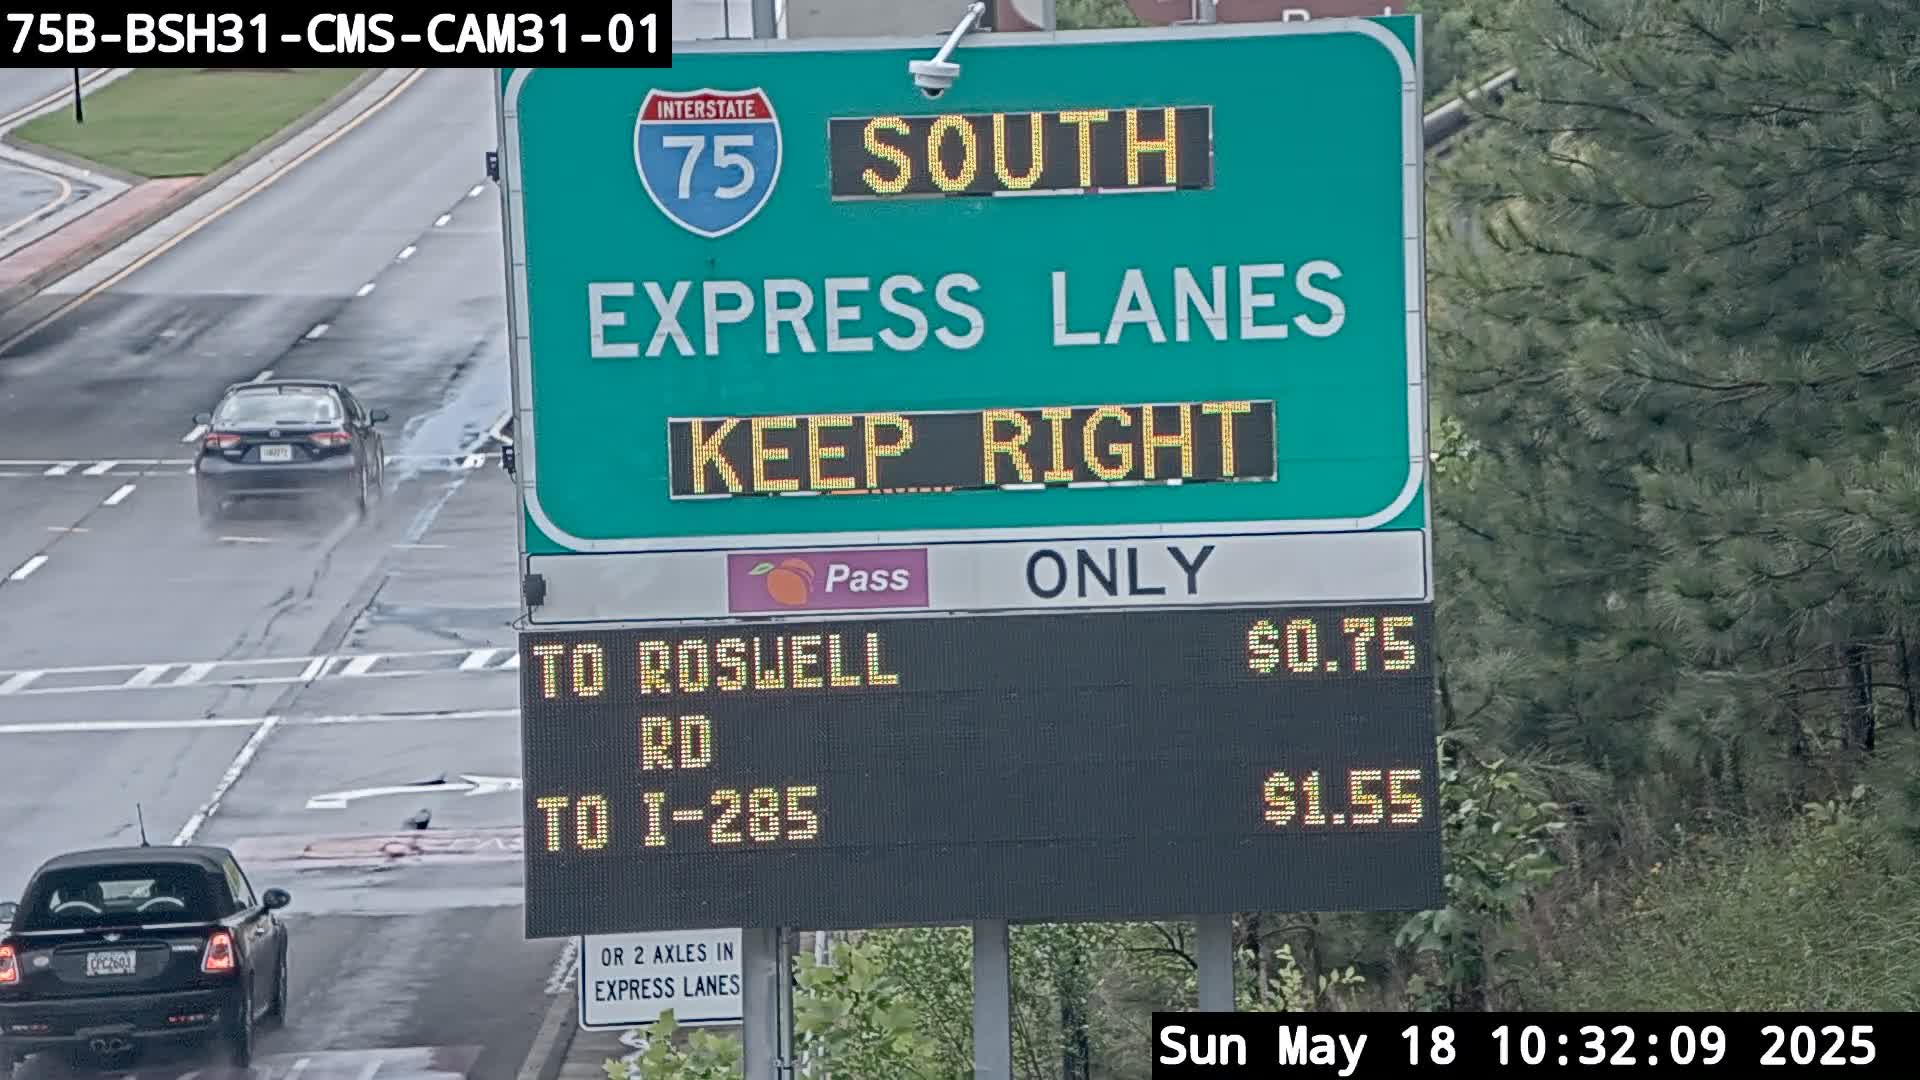 75B-BSH31-CMS-CAM31-01
INTERSTATE
75
SOUTH
EXPRESS LANES
KEEP RIGHT
Pass ONLY
TO ROSWELL $0.75
RD
TO I-285 $1.55
OR 2 AXLES IN
EXPRESS LANES
Sun May 18 10:32:09 2025